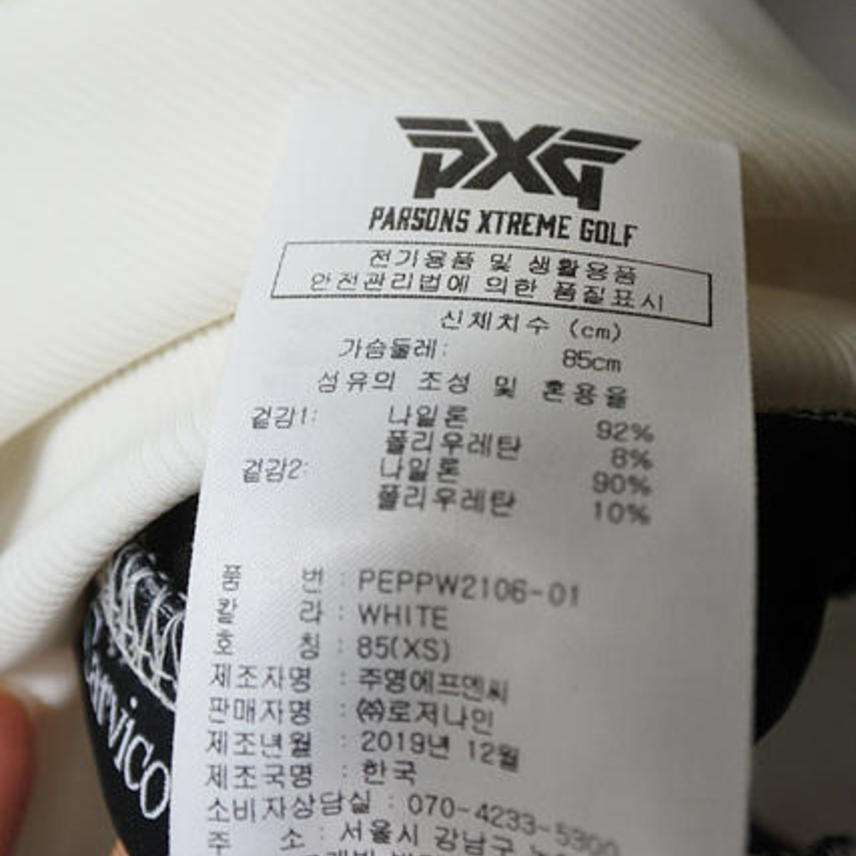 PXG
PARSONS XTREME GOLF
전기용품 및 생활용품
안전관리법에 의한 품질표시
신체치수 (cm)
가슴둘레: 85cm
섬유의 조성 및 혼용율
겉감1: 나일론 92%
폴리우레탄 8%
겉감2: 나일론 90%
폴리우레탄 10%
품 번 : PEPPW2106-01
칼 라 : WHITE
호 칭 : 85(XS)
제조자명 : 주영에프엔씨
판매자명 : ㈜로저나인
제조년월 : 2019년 12월
제조국명 : 한국
소비자상담실 : 070-4233-5300
주 소 : 서울시 강남구
arvico